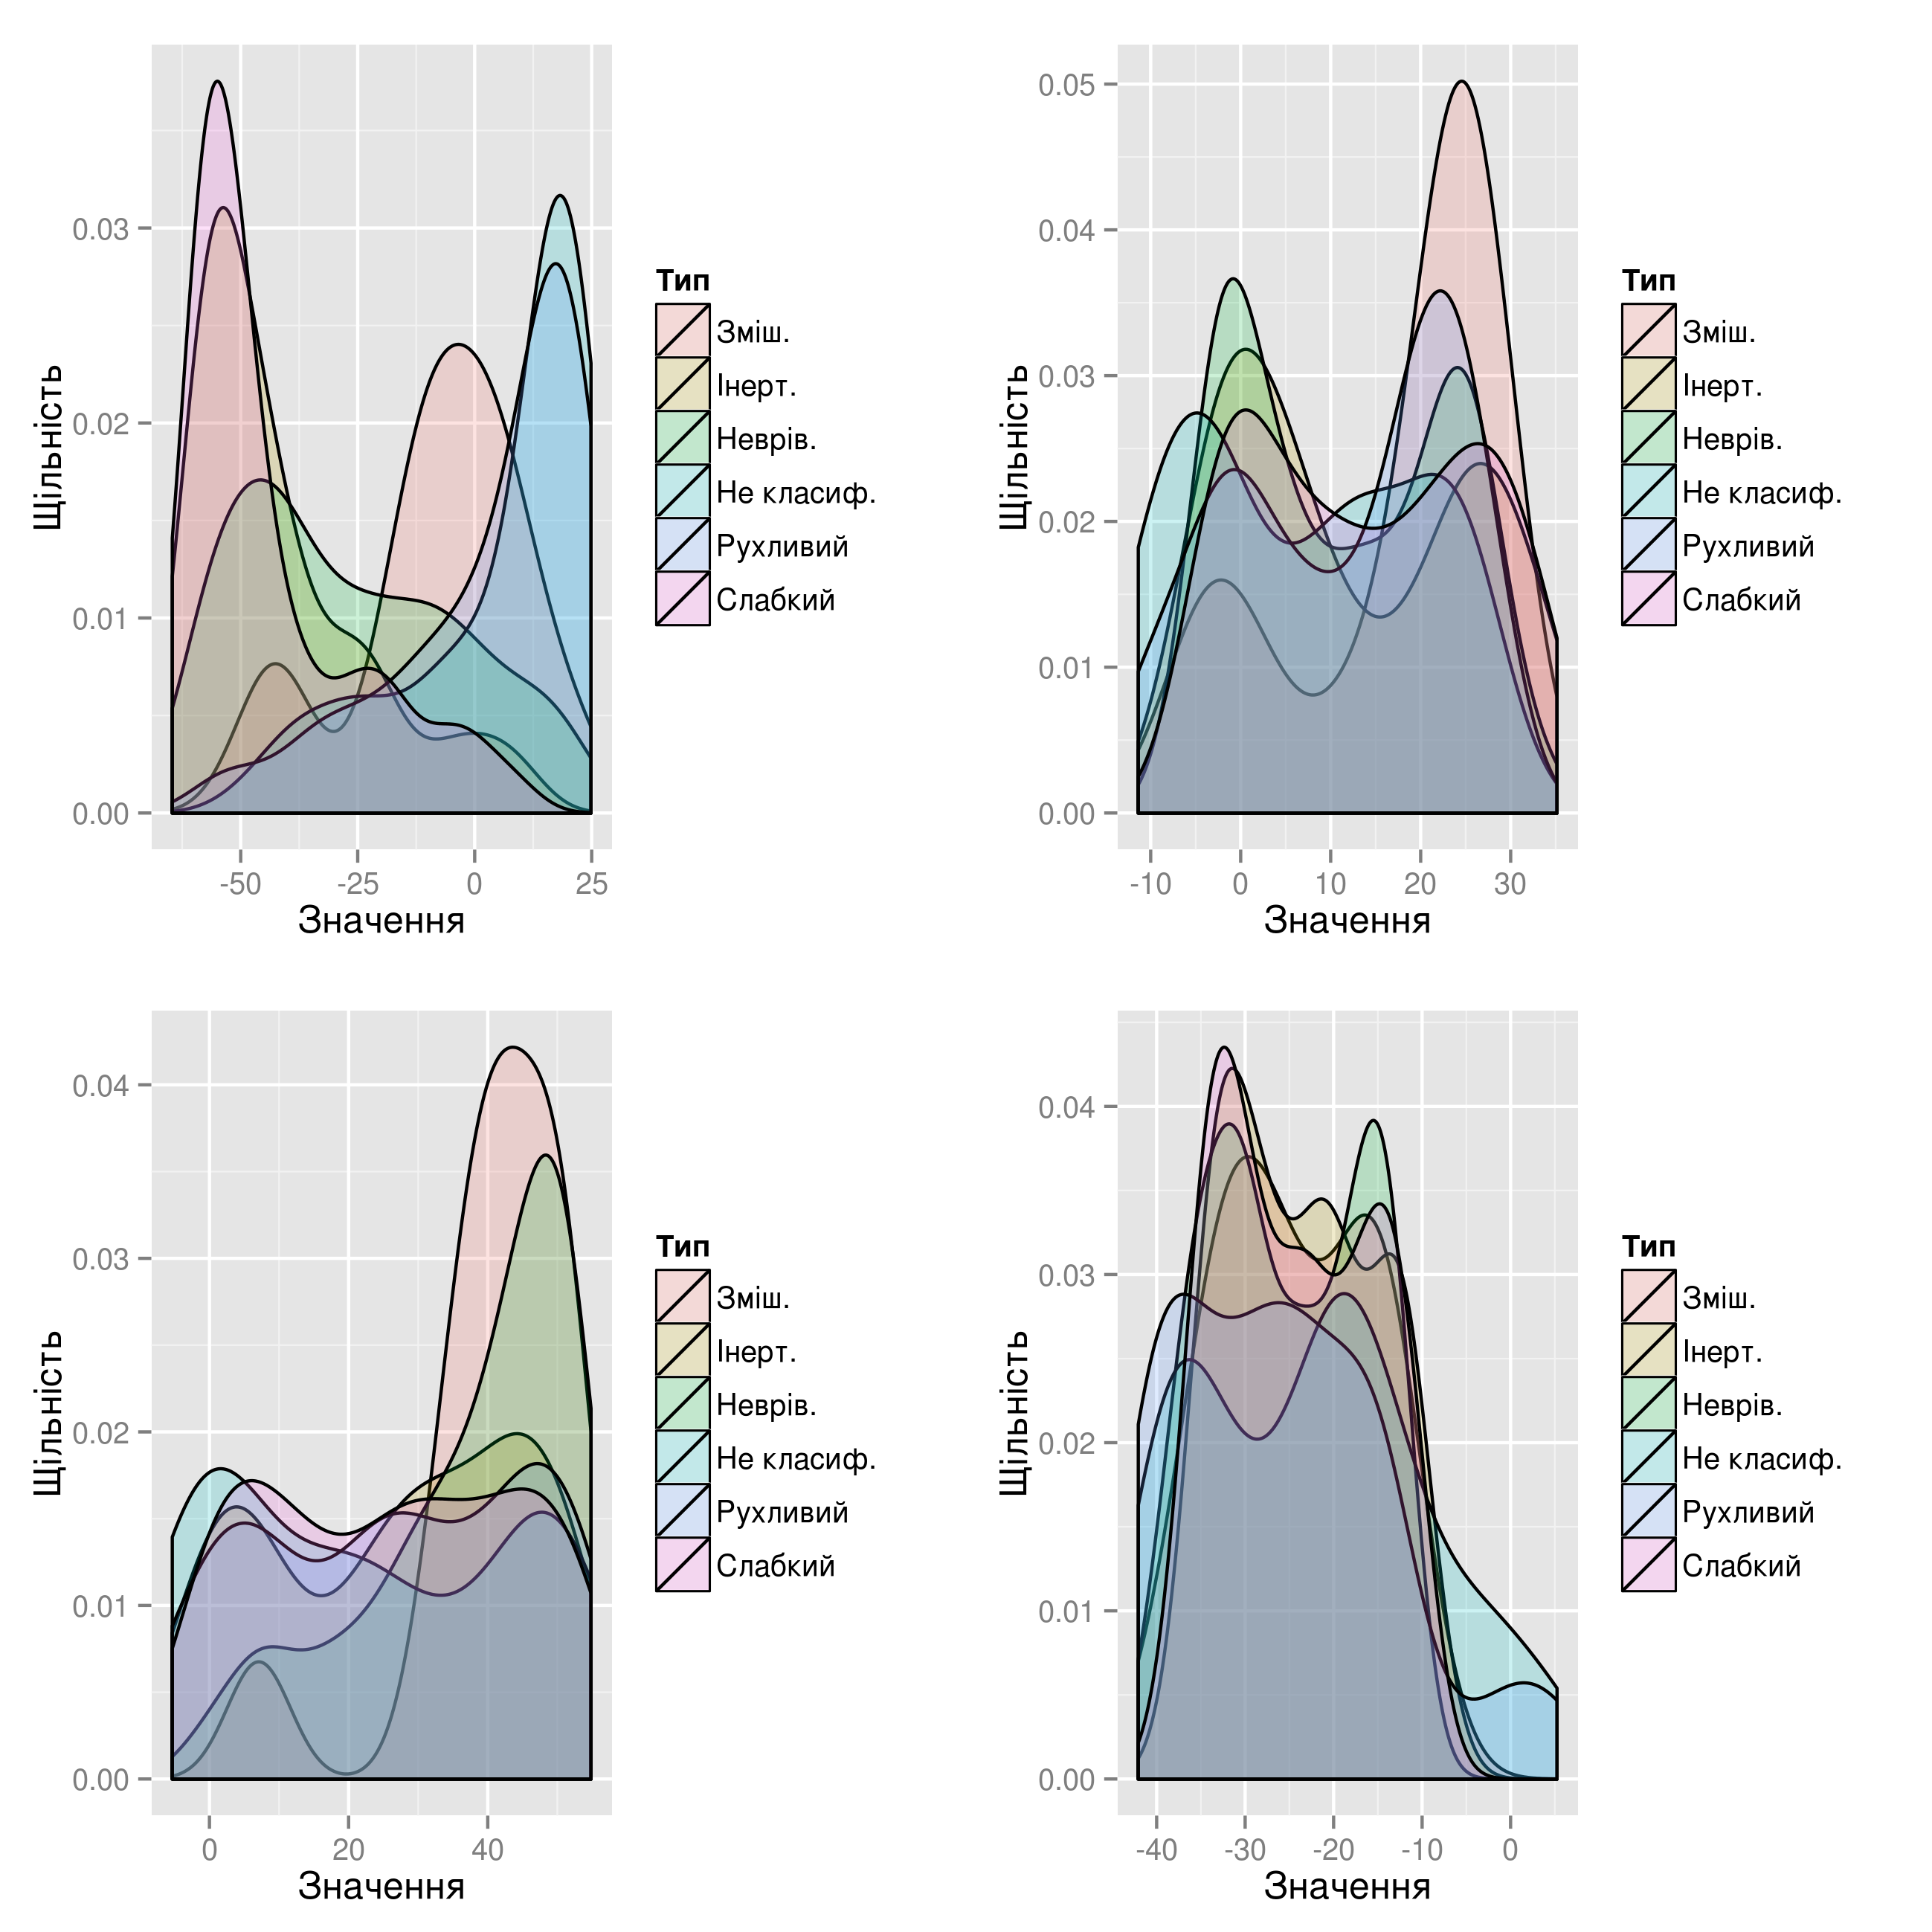 0.03
0.02
0.01
0.00
-50 -25 0 25
Значення
Щільність
Тип
Зміш.
Інерт.
Неврів.
Не класиф.
Рухливий
Слабкий
0.05
0.04
0.03
0.02
0.01
0.00
-10 0 10 20 30
Значення
Щільність
Тип
Зміш.
Інерт.
Неврів.
Не класиф.
Рухливий
Слабкий
0.04
0.03
0.02
0.01
0.00
0 20 40
Значення
Щільність
Тип
Зміш.
Інерт.
Неврів.
Не класиф.
Рухливий
Слабкий
0.04
0.03
0.02
0.01
0.00
-40 -30 -20 -10 0
Значення
Щільність
Тип
Зміш.
Інерт.
Неврів.
Не класиф.
Рухливий
Слабкий